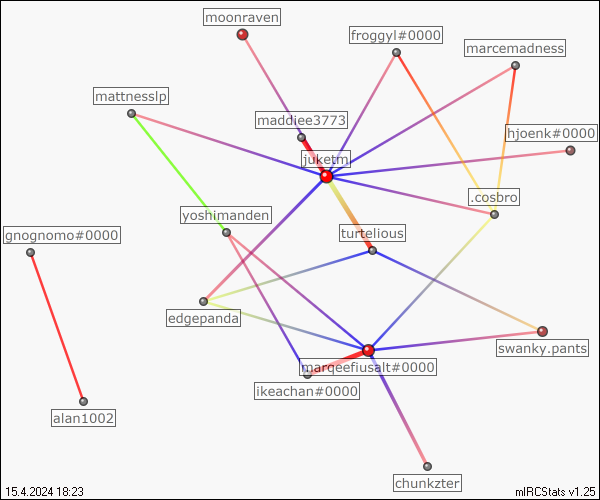 moonraven
froggyl#0000
marcemadness
mattnesslp
maddiee3773
hjoenk#0000
juketm
.cosbro
yoshimanden
gnognomo#0000
turtelious
edgepanda
swanky.pants
marqeefiusalt#0000
ikeachan#0000
alan1002
chunkzter
15.4.2024 18:23
mIRCStats v1.25